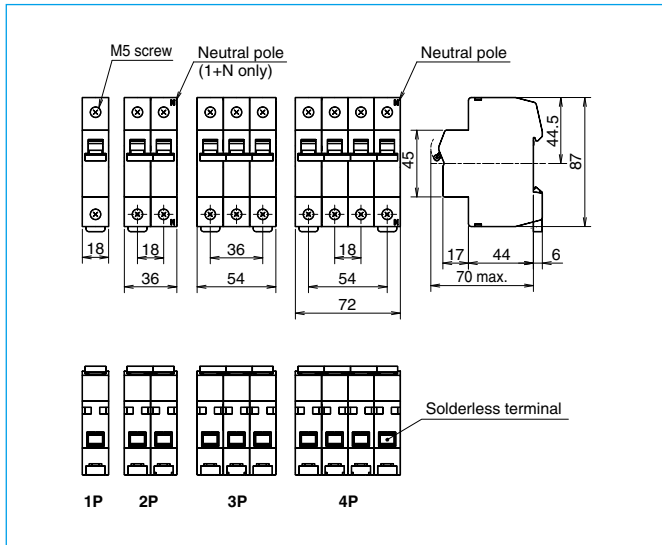 M5 screw
Neutral pole
(1+N only)
Neutral pole
N
N
N
44.5
87
45
18
18
36
18
17
44
6
36
54
54
70 max.
72
Solderless terminal
1P
2P
3P
4P